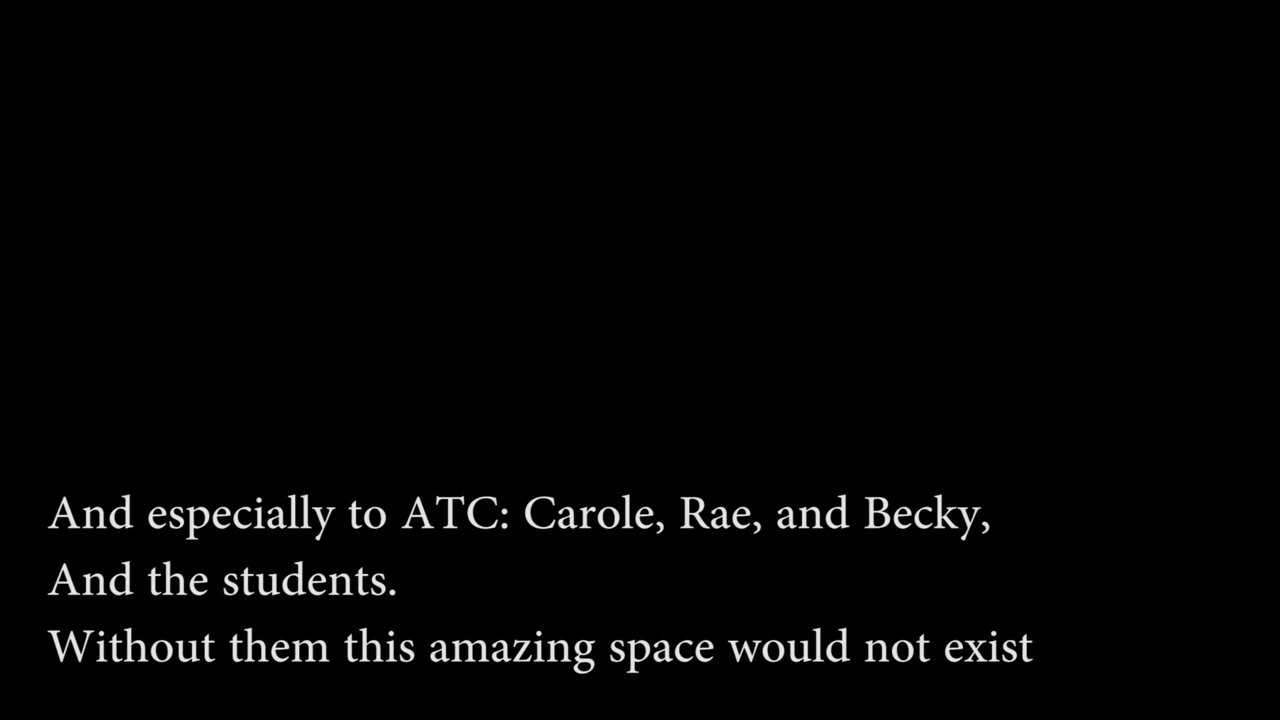 And especially to ATC: Carole, Rae, and Becky,
And the students.
Without them this amazing space would not exist